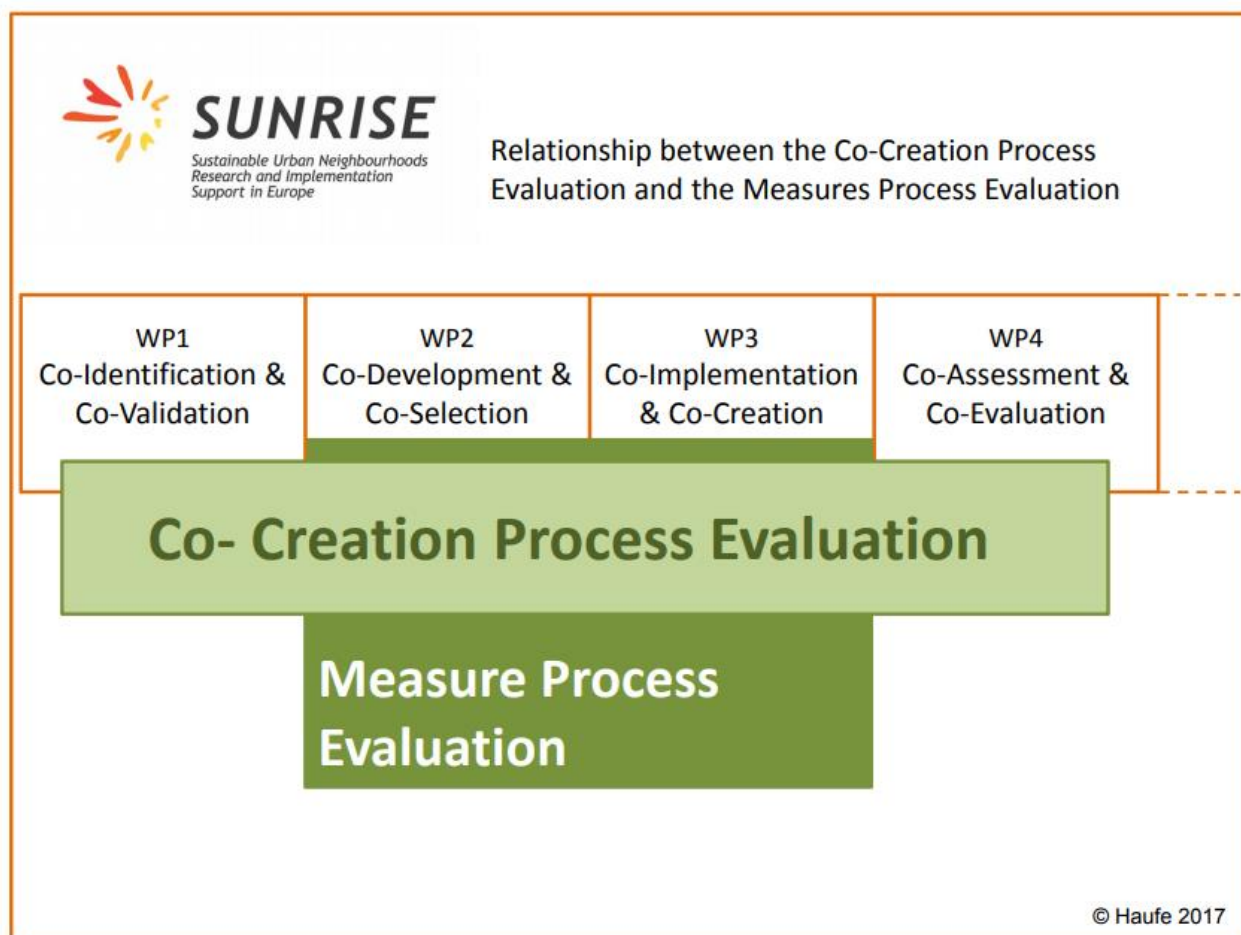 SUNRISE
Sustainable Urban Neighbourhoods
Research and Implementation
Support in Europe
Relationship between the Co-Creation Process
Evaluation and the Measures Process Evaluation
WP1
Co-Identification &
Co-Validation
WP2
Co-Development &
Co-Selection
WP3
Co-Implementation
& Co-Creation
WP4
Co-Assessment &
Co-Evaluation
Co- Creation Process Evaluation
Measure Process
Evaluation
© Haufe 2017